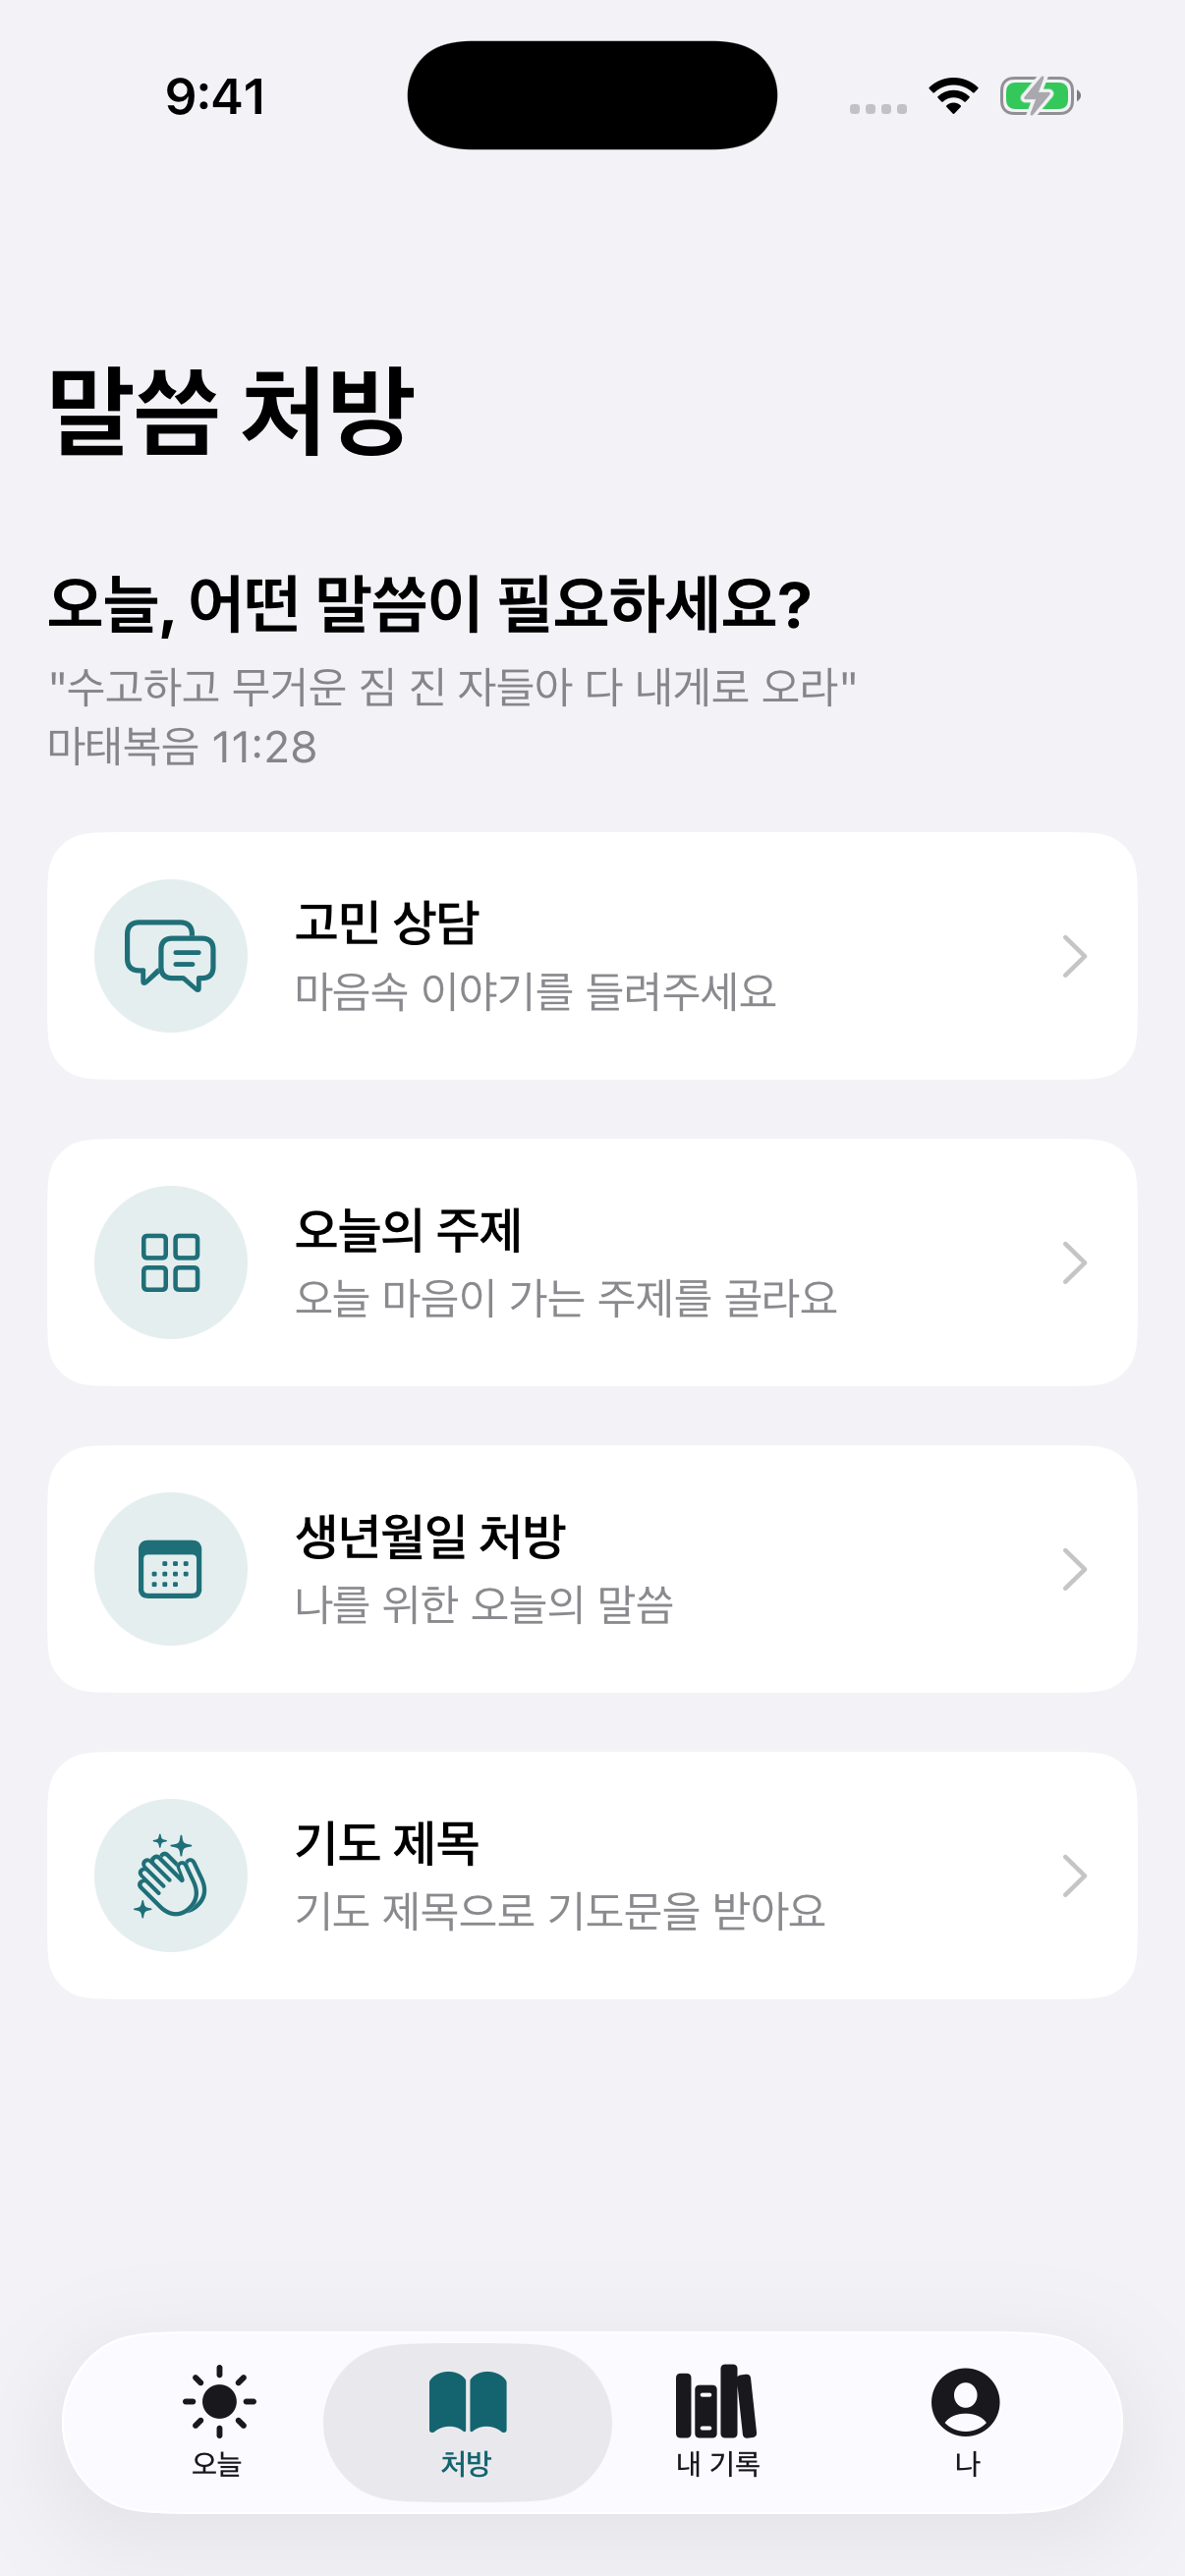 9:41
말씀 처방
오늘, 어떤 말씀이 필요하세요?
"수고하고 무거운 짐 진 자들아 다 내게로 오라"
마태복음 11:28
고민 상담
마음속 이야기를 들려주세요
오늘의 주제
오늘 마음이 가는 주제를 골라요
생년월일 처방
나를 위한 오늘의 말씀
기도 제목
기도 제목으로 기도문을 받아요
오늘
처방
내 기록
나